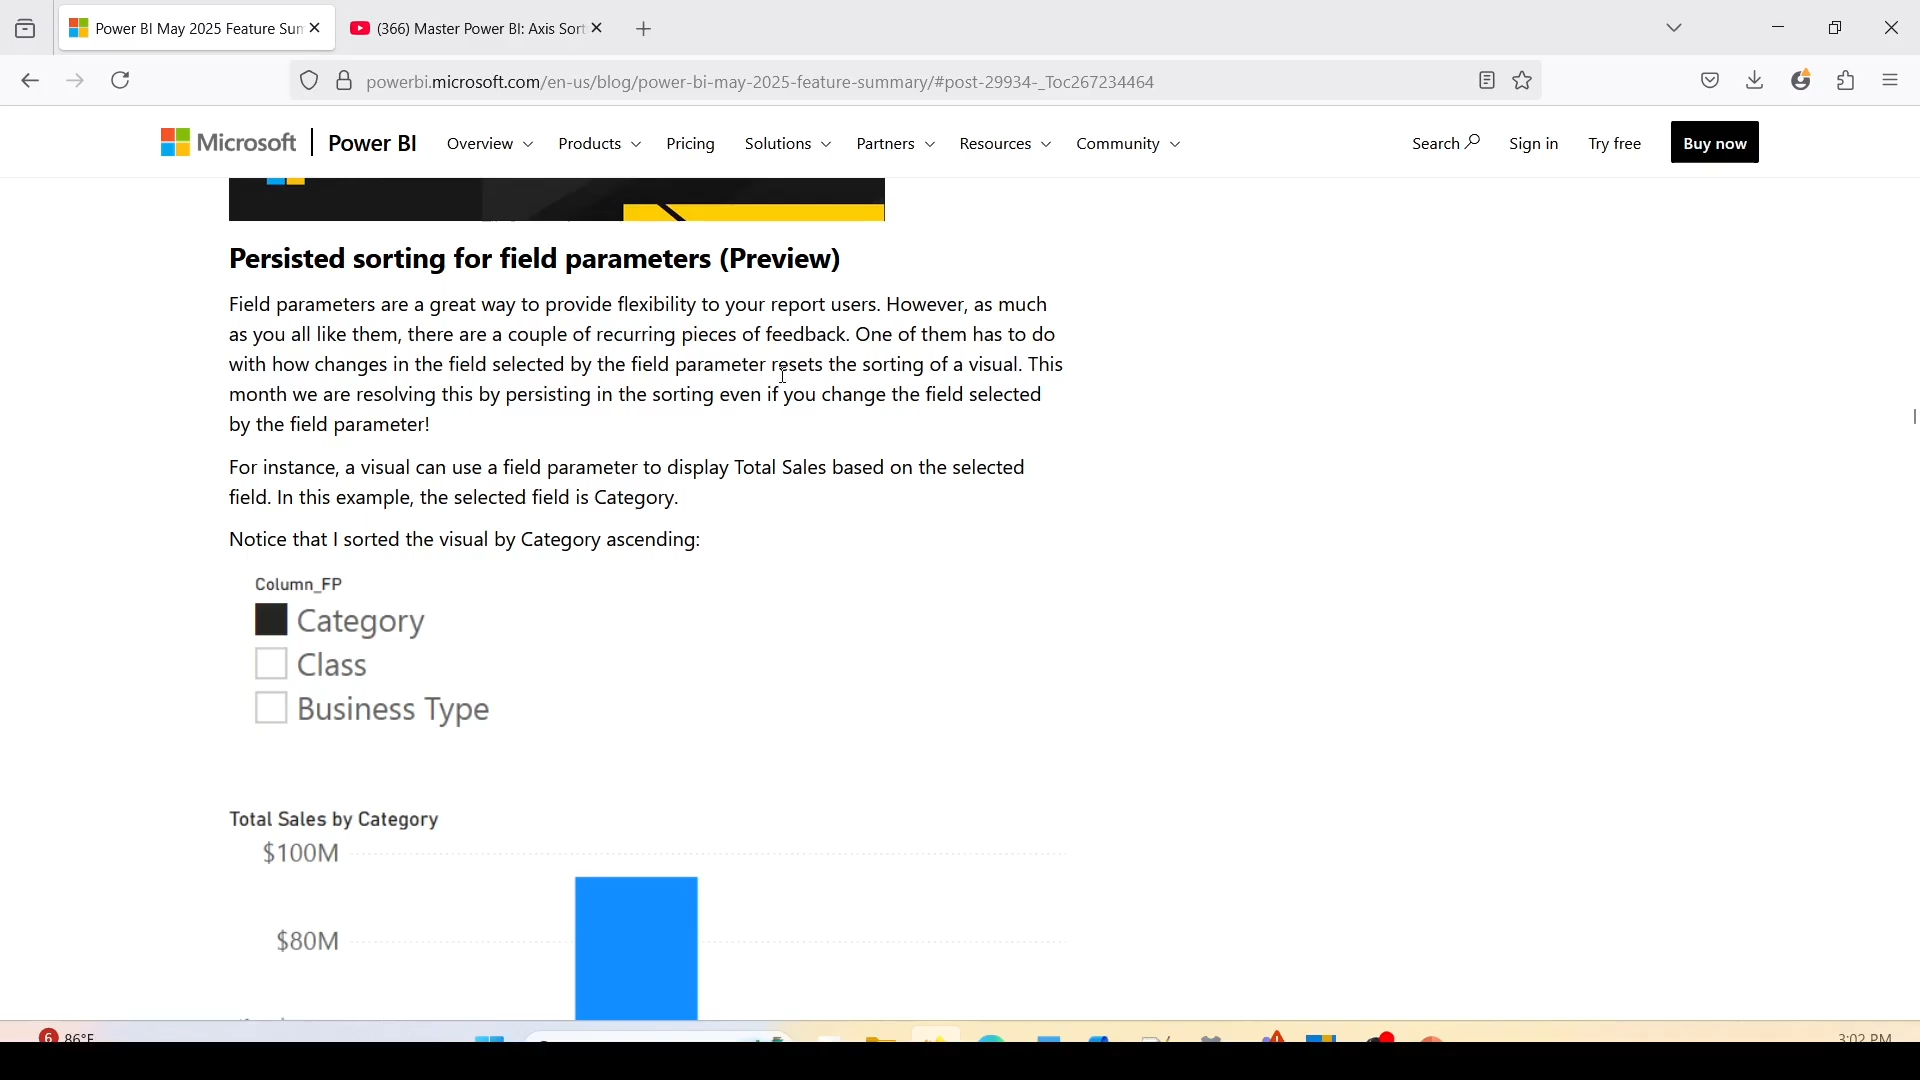 Power BI May 2025 Feature Sum
(366) Master Power BI: Axis Sort
powerbi.microsoft.com/en-us/blog/power-bi-may-2025-feature-summary/#post-29934-_Toc267234464
Microsoft | Power BI Overview Products Pricing Solutions Partners Resources Community Search Sign in Try free Buy now
Persisted sorting for field parameters (Preview)
Field parameters are a great way to provide flexibility to your report users. However, as much
as you all like them, there are a couple of recurring pieces of feedback. One of them has to do
with how changes in the field selected by the field parameter resets the sorting of a visual. This
month we are resolving this by persisting in the sorting even if you change the field selected
by the field parameter!
For instance, a visual can use a field parameter to display Total Sales based on the selected
field. In this example, the selected field is Category.
Notice that I sorted the visual by Category ascending:
Column_FP
Category
Class
Business Type
Total Sales by Category
$100M
$80M
6 86°F
3:02 PM